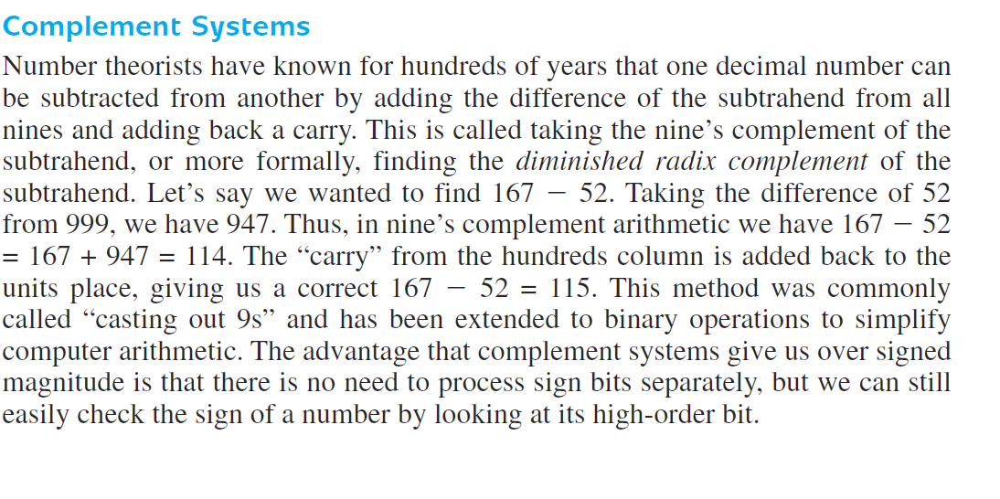 Complement Systems
Number theorists have known for hundreds of years that one decimal number can
be subtracted from another by adding the difference of the subtrahend from all
nines and adding back a carry. This is called taking the nine’s complement of the
subtrahend, or more formally, finding the diminished radix complement of the
subtrahend. Let’s say we wanted to find 167 − 52. Taking the difference of 52
from 999, we have 947. Thus, in nine’s complement arithmetic we have 167 − 52
= 167 + 947 = 114. The “carry” from the hundreds column is added back to the
units place, giving us a correct 167 − 52 = 115. This method was commonly
called “casting out 9s” and has been extended to binary operations to simplify
computer arithmetic. The advantage that complement systems give us over signed
magnitude is that there is no need to process sign bits separately, but we can still
easily check the sign of a number by looking at its high-order bit.